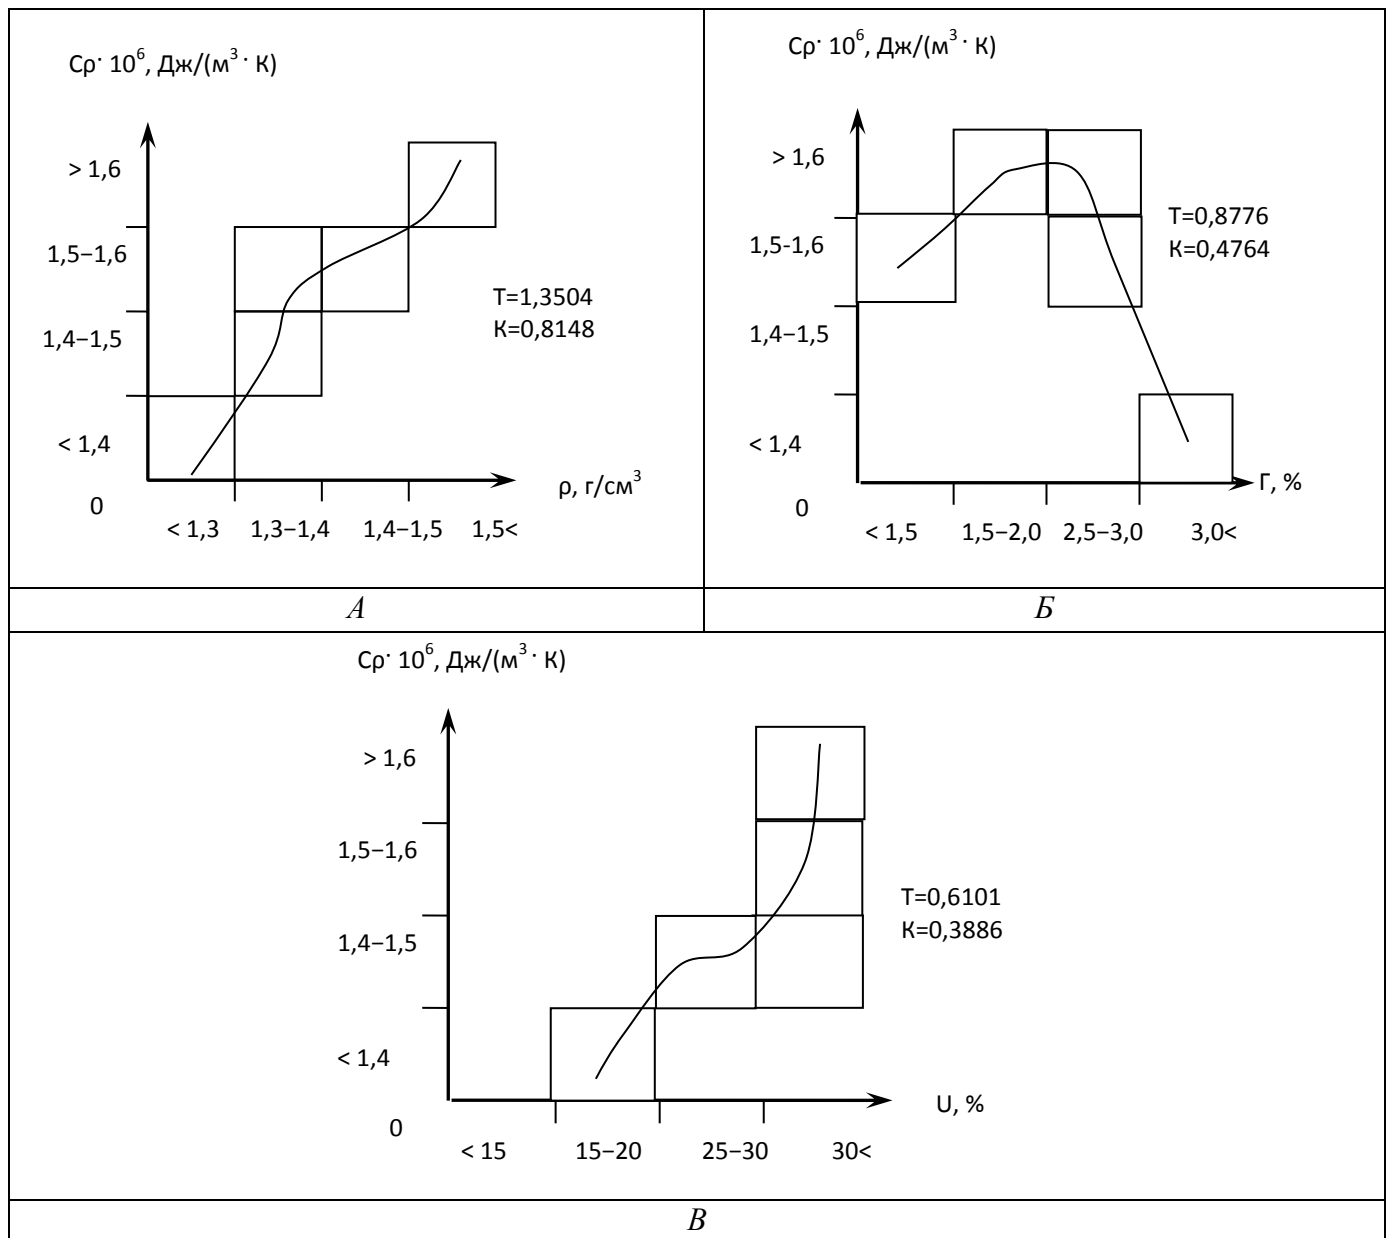 Cρ· 10⁶, Дж/(м³ · К)
> 1,6
1,5−1,6
1,4−1,5
< 1,4
0
Т=1,3504
К=0,8148
ρ, г/см³
< 1,3 1,3−1,4 1,4−1,5 1,5<
А
Cρ· 10⁶, Дж/(м³ · К)
> 1,6
1,5-1,6
1,4−1,5
< 1,4
0
Т=0,8776
К=0,4764
Г, %
< 1,5 1,5−2,0 2,5−3,0 3,0<
Б
Cρ· 10⁶, Дж/(м³ · К)
> 1,6
1,5−1,6
1,4−1,5
< 1,4
0
Т=0,6101
К=0,3886
U, %
< 15 15−20 25−30 30<
В